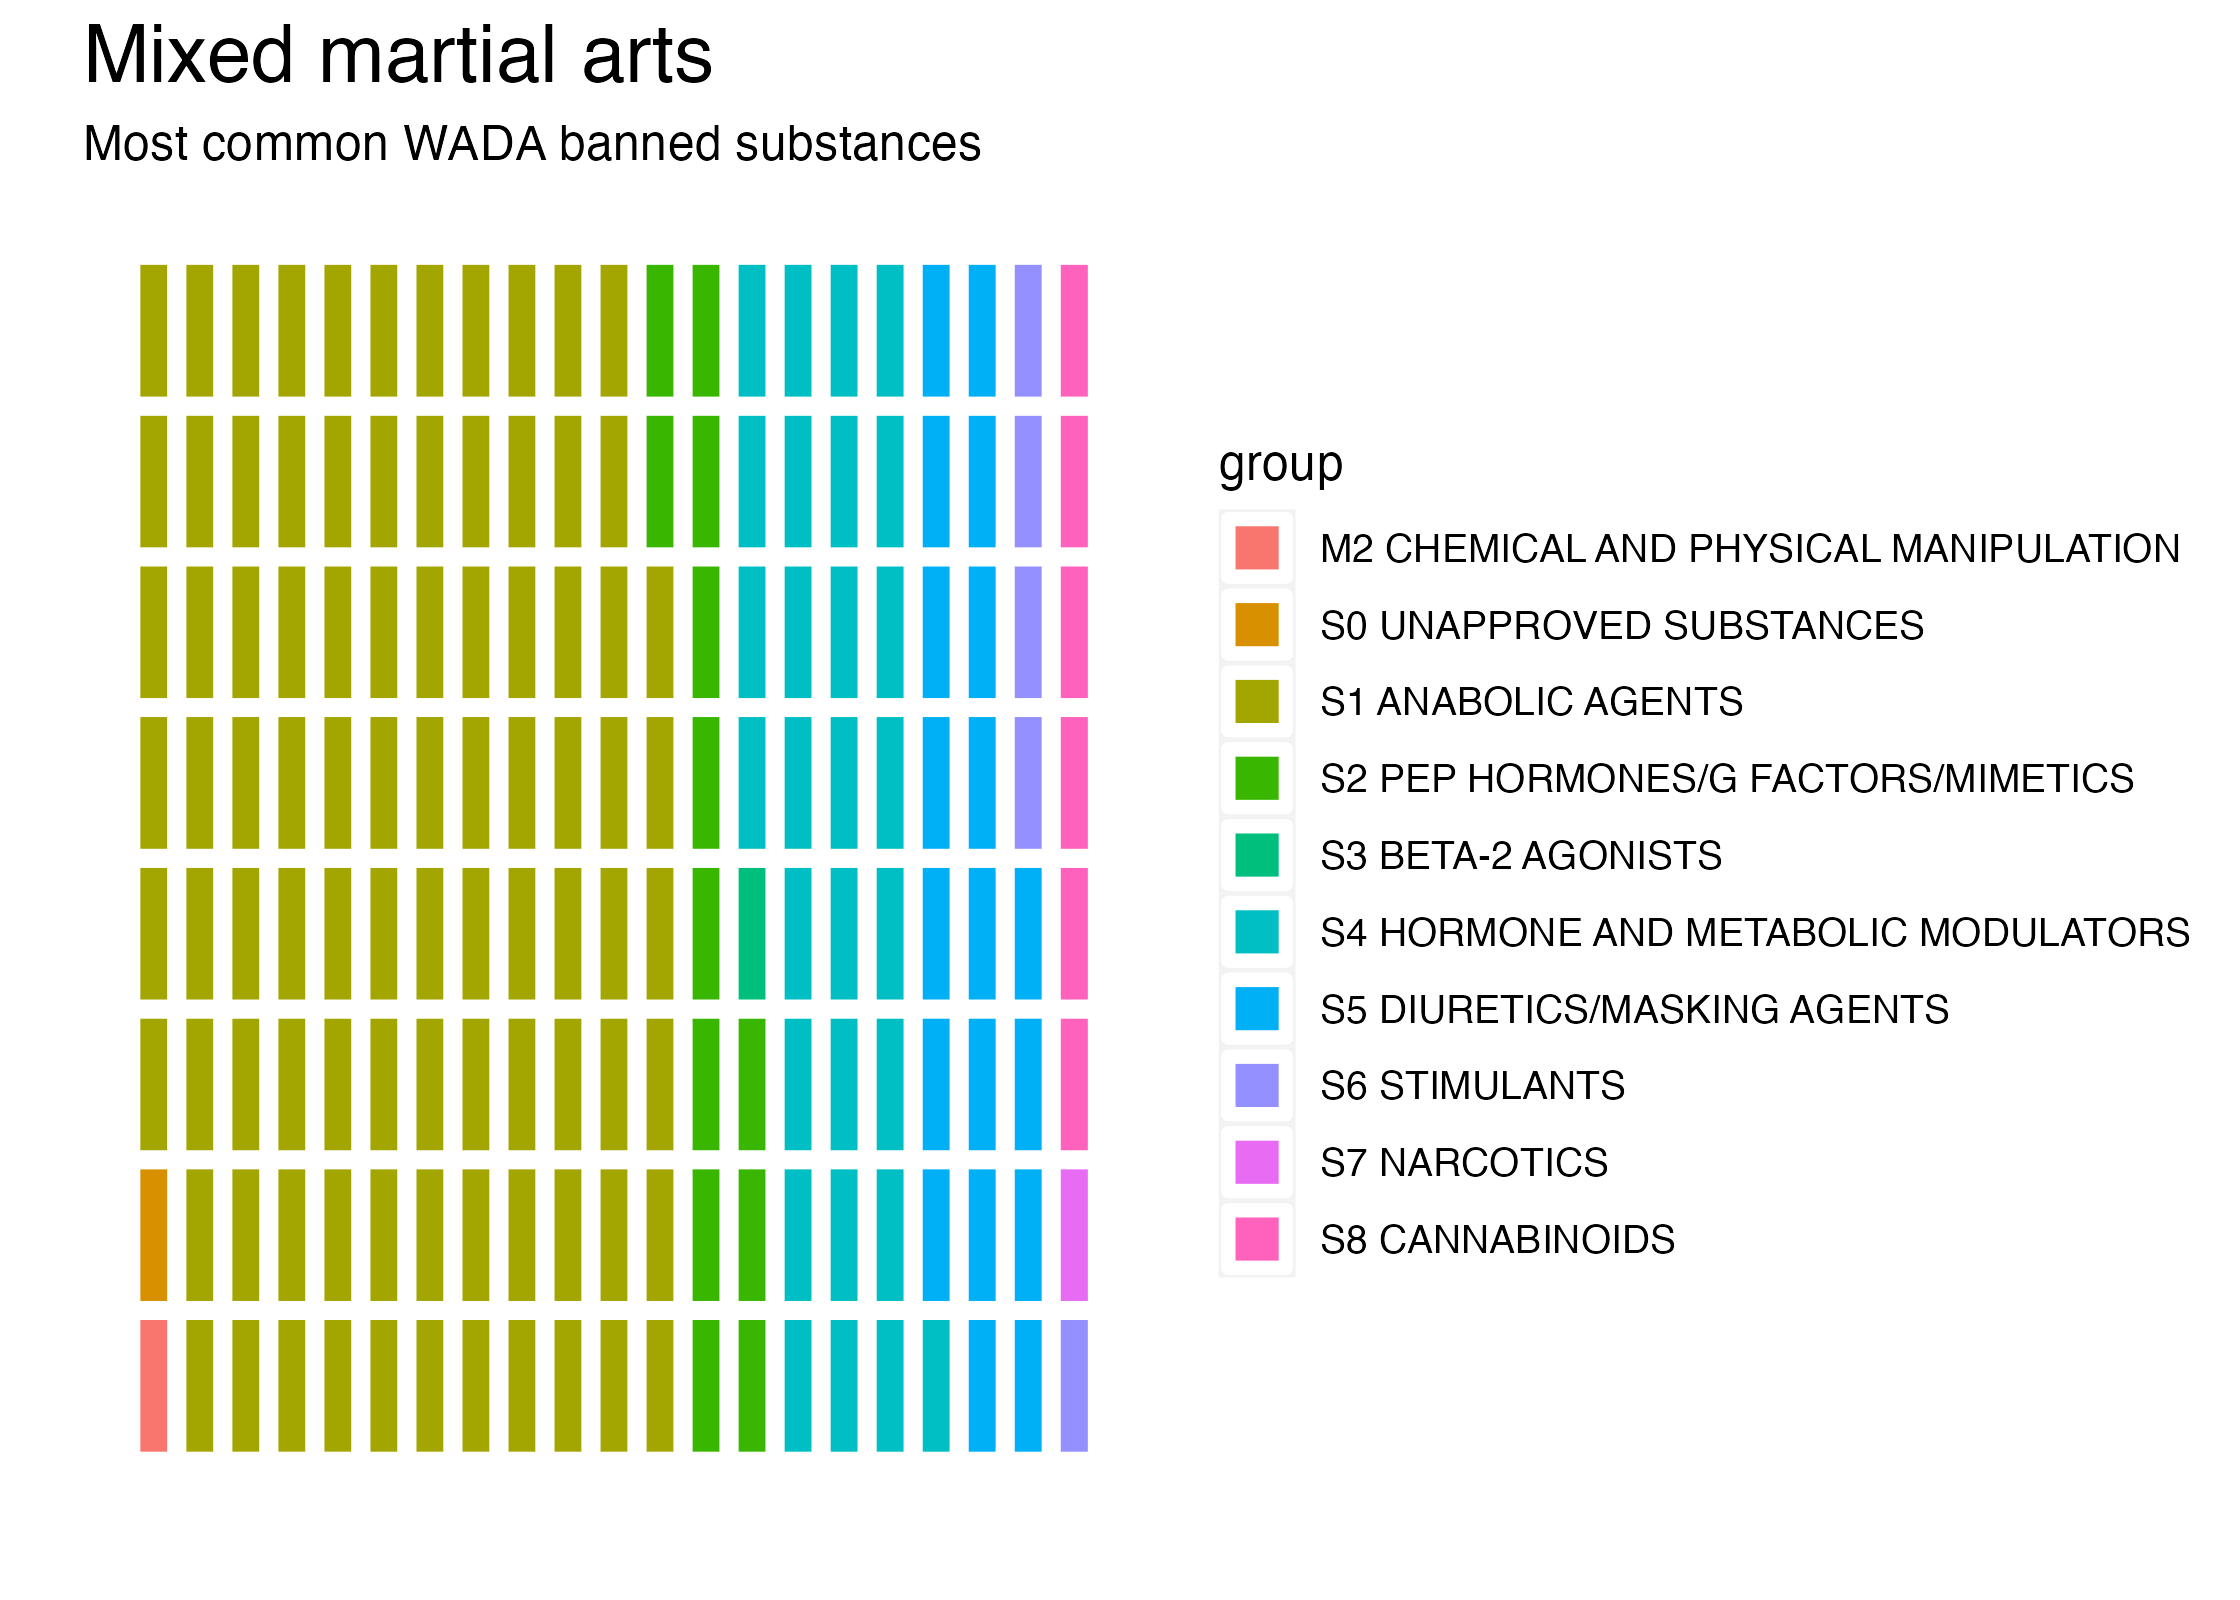 Mixed martial arts
Most common WADA banned substances
group
M2 CHEMICAL AND PHYSICAL MANIPULATION
S0 UNAPPROVED SUBSTANCES
S1 ANABOLIC AGENTS
S2 PEP HORMONES/G FACTORS/MIMETICS
S3 BETA-2 AGONISTS
S4 HORMONE AND METABOLIC MODULATORS
S5 DIURETICS/MASKING AGENTS
S6 STIMULANTS
S7 NARCOTICS
S8 CANNABINOIDS